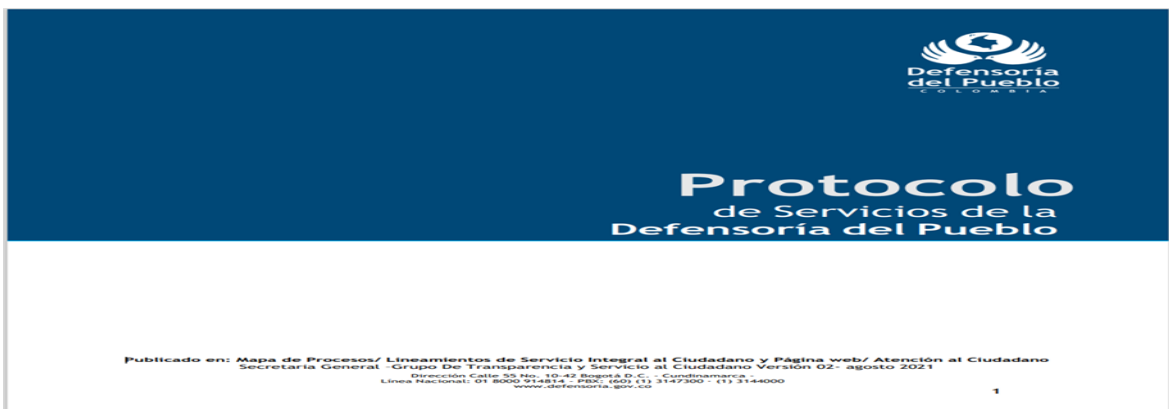 Defensoría
del Pueblo
COLOMBIA
Protocolo
de Servicios de la
Defensoría del Pueblo
Publicado en: Mapa de Procesos/ Lineamientos de Servicio Integral al Ciudadano y Página web/ Atención al Ciudadano
Secretaría General -Grupo De Transparencia y Servicio al Ciudadano Versión 02- agosto 2021
Dirección Calle 55 No. 10-42 Bogotá D.C. - Cundinamarca -
Línea Nacional: 01 8000 914814 - PBX: (60) (1) 3147300 - (1) 3144000
www.defensoria.gov.co
1